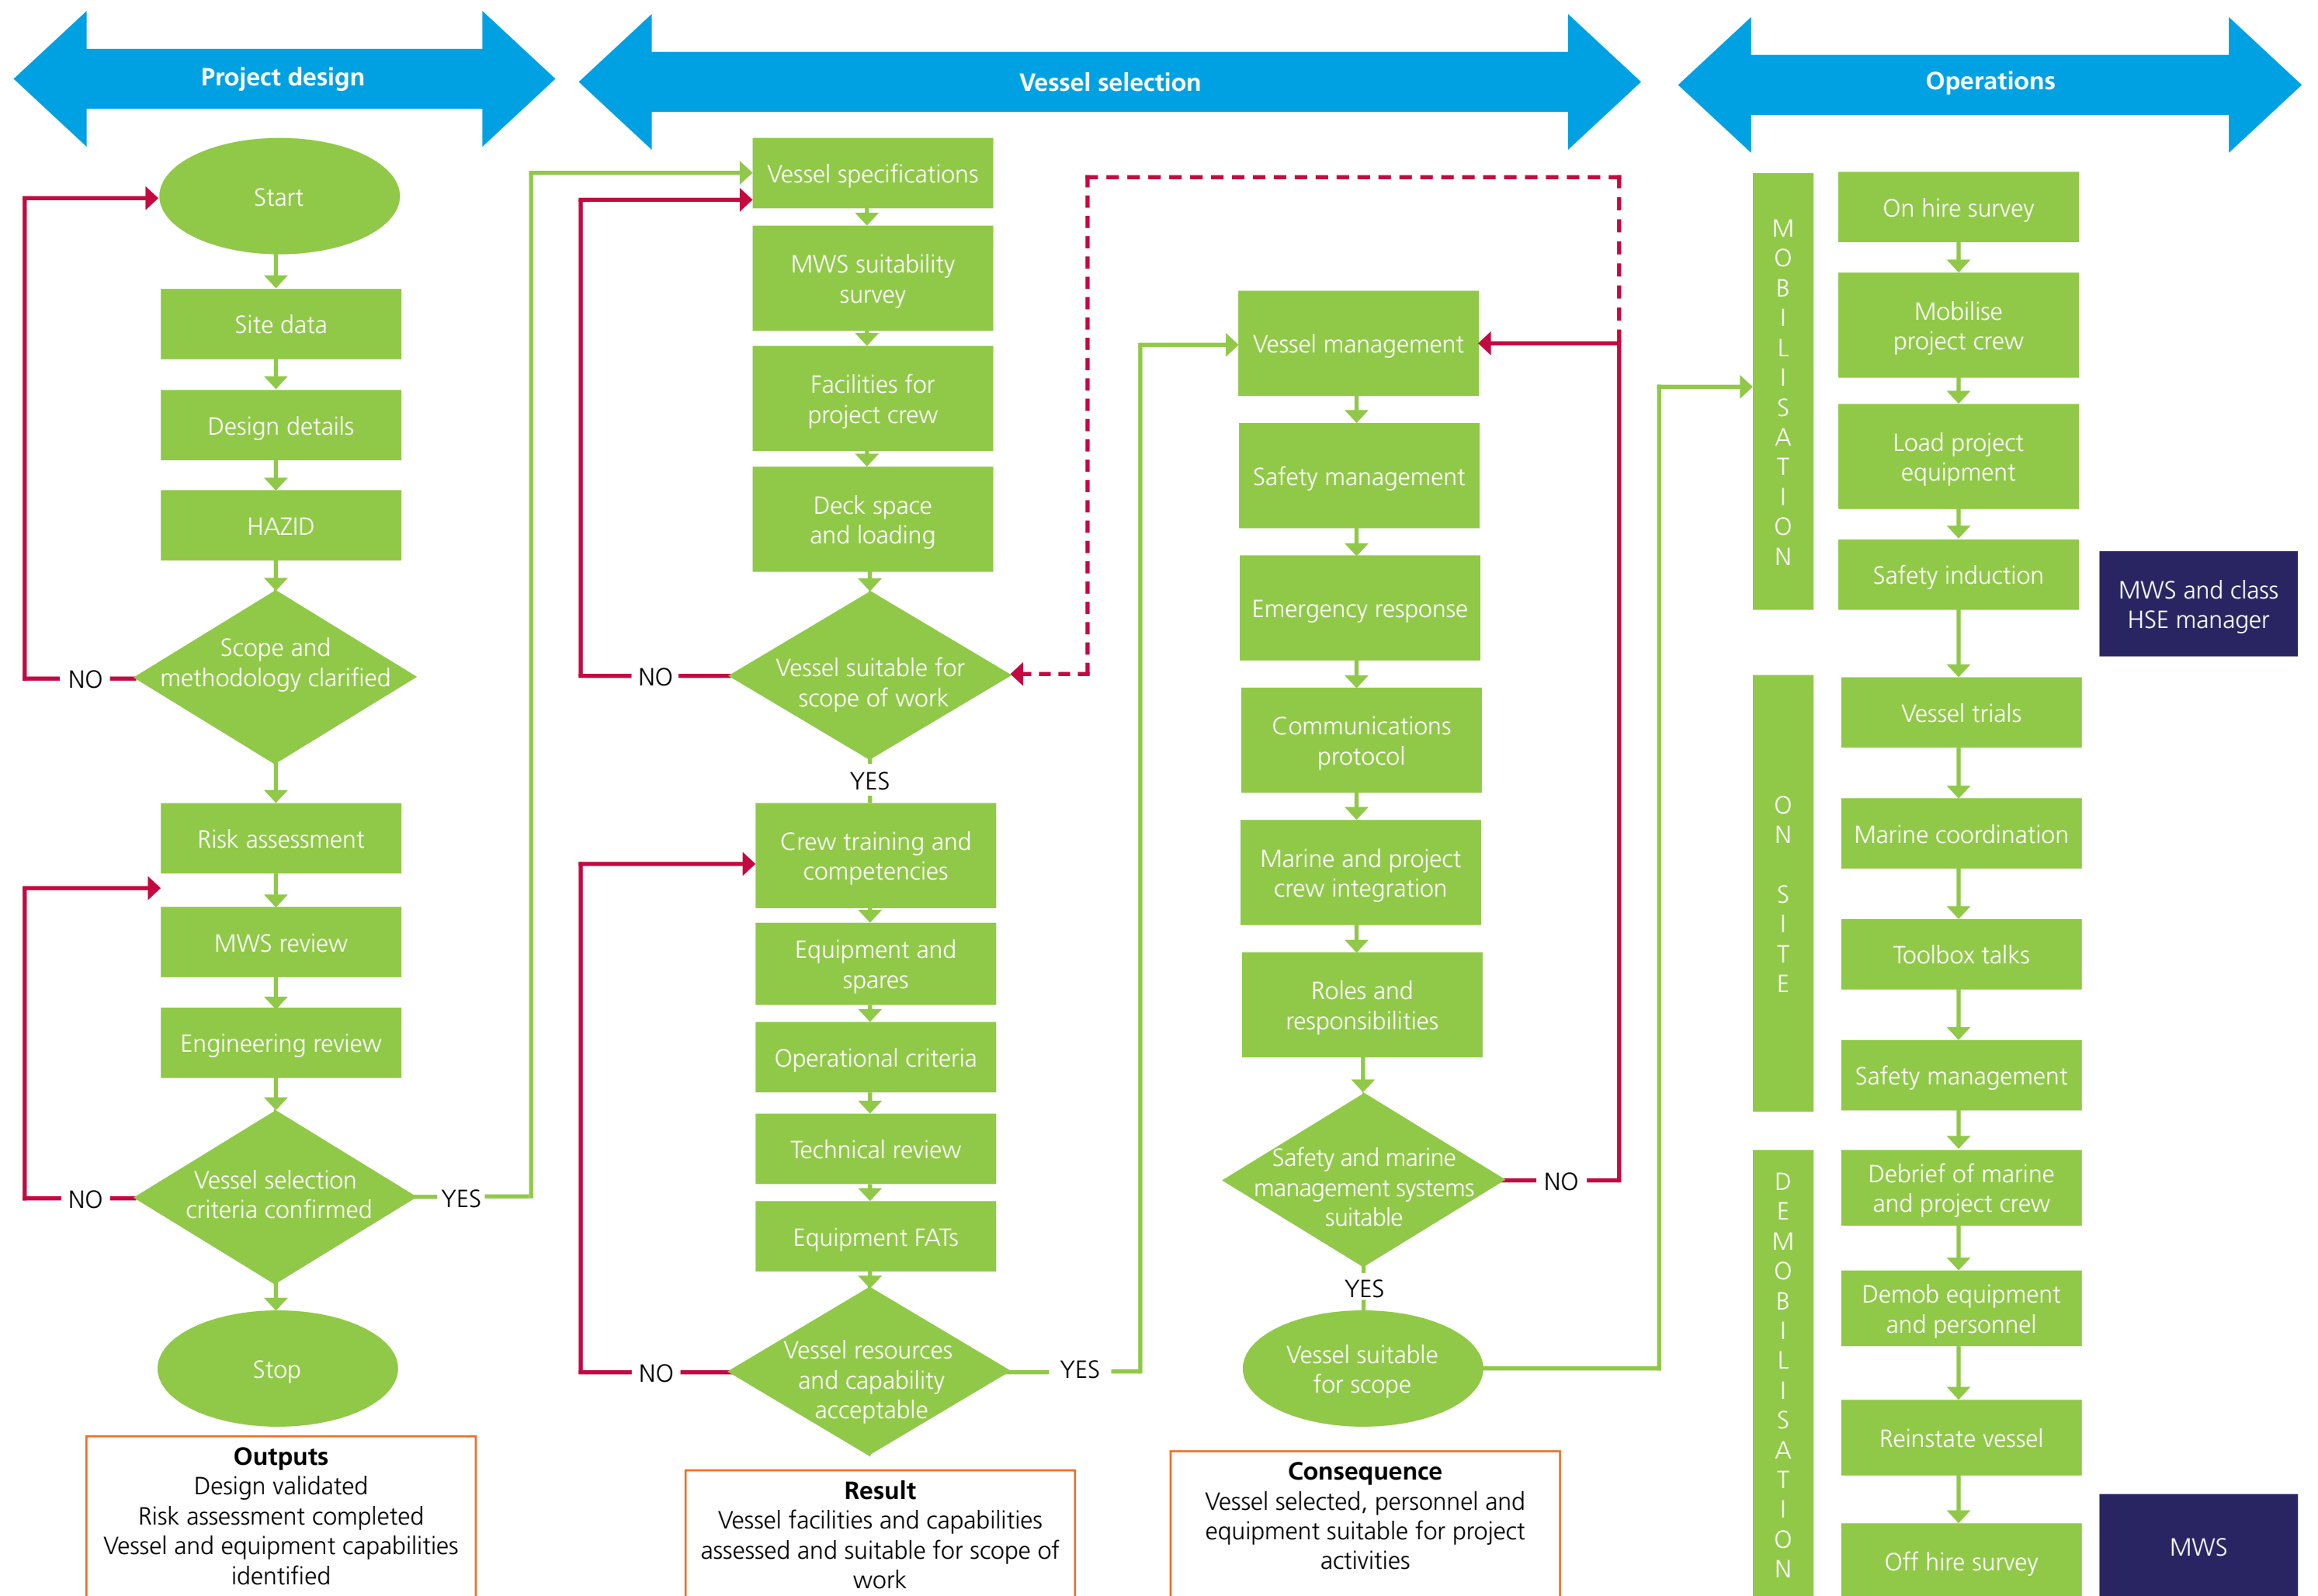 Project design
Vessel selection
Operations
Start
Site data
Design details
HAZID
Scope and
methodology clarified
NO
Risk assessment
MWS review
Engineering review
Vessel selection
criteria confirmed
NO
YES
Stop
Outputs
Design validated
Risk assessment completed
Vessel and equipment capabilities
identified
Vessel specifications
MWS suitability
survey
Facilities for
project crew
Deck space
and loading
Vessel suitable for
scope of work
NO
YES
Crew training and
competencies
Equipment and
spares
Operational criteria
Technical review
Equipment FATs
Vessel resources
and capability
acceptable
NO
YES
Result
Vessel facilities and capabilities
assessed and suitable for scope of
work
Vessel management
Safety management
Emergency response
Communications
protocol
Marine and project
crew integration
Roles and
responsibilities
Safety and marine
management systems
suitable
NO
YES
Vessel suitable
for scope
Consequence
Vessel selected, personnel and
equipment suitable for project
activities
MOBILISATION
On hire survey
Mobilise
project crew
Load project
equipment
Safety induction
MWS and class
HSE manager
ON SITE
Vessel trials
Marine coordination
Toolbox talks
Safety management
DEMOBILISATION
Debrief of marine
and project crew
Demob equipment
and personnel
Reinstate vessel
Off hire survey
MWS